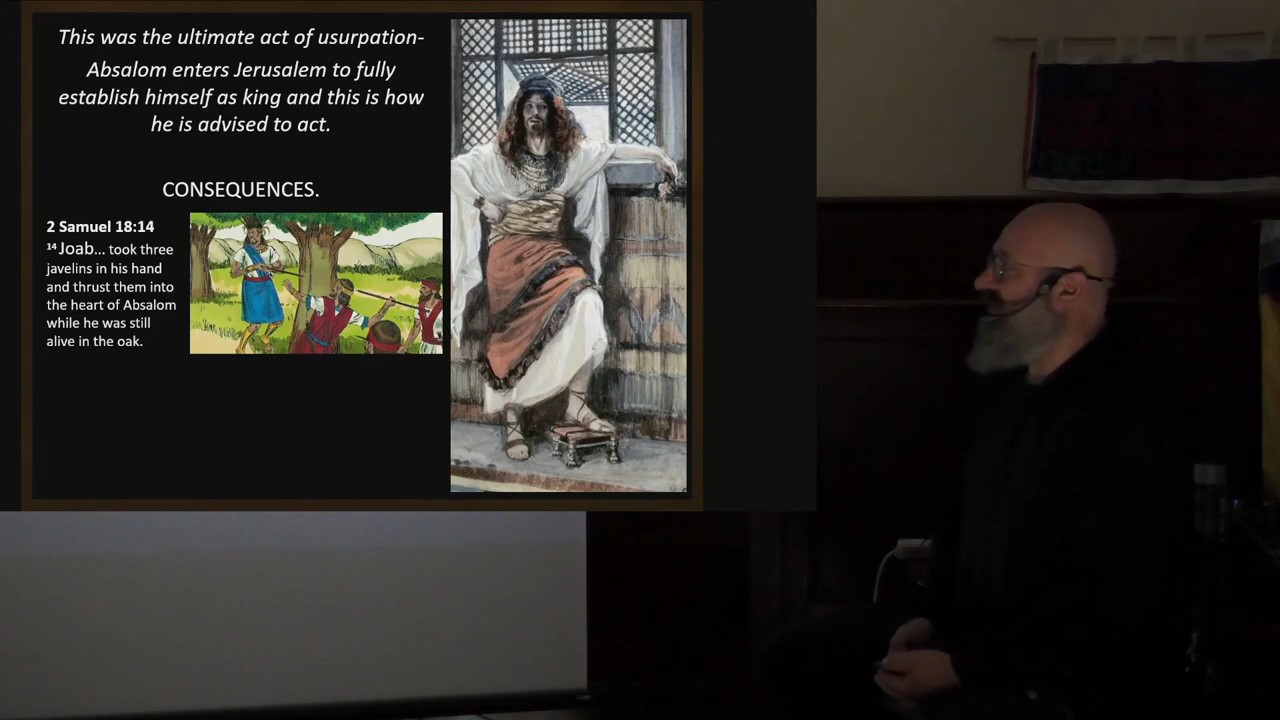 This was the ultimate act of usurpation-
Absalom enters Jerusalem to fully
establish himself as king and this is how
he is advised to act.
CONSEQUENCES.
2 Samuel 18:14
¹⁴ Joab... took three
javelins in his hand
and thrust them into
the heart of Absalom
while he was still
alive in the oak.